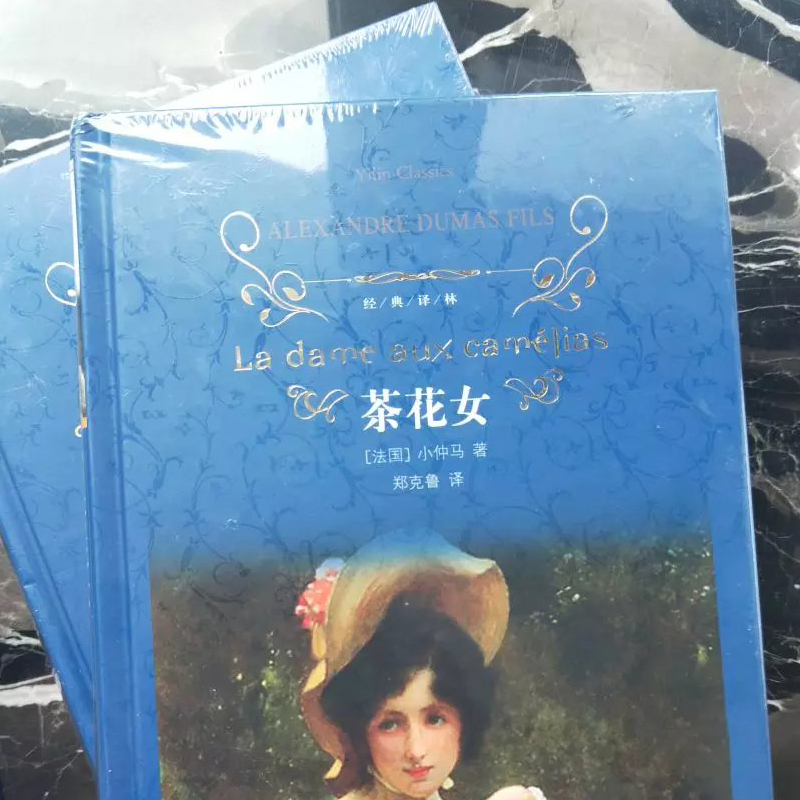 Yilin Classics
ALEXANDRE DUMAS FILS
经/典/译/林
La dame aux camélias
茶花女
[法国] 小仲马 著
郑克鲁 译